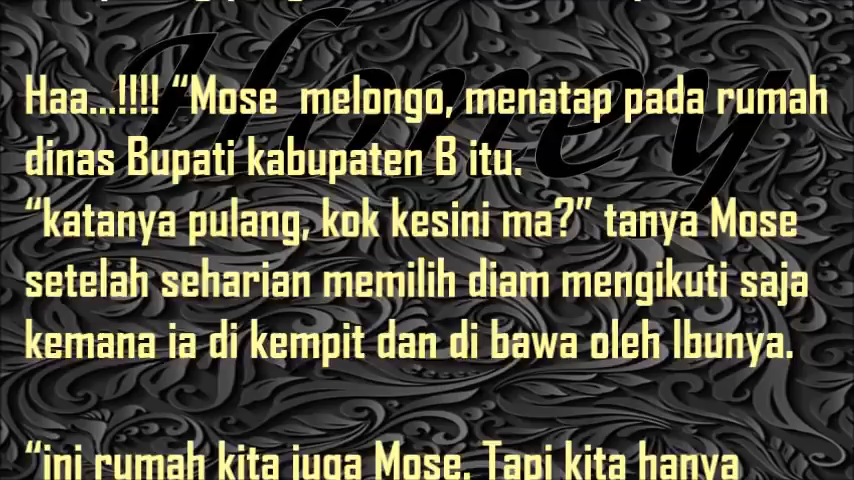 Honey
Haa...!!!! “Mose melongo, menatap pada rumah
dinas Bupati kabupaten B itu.
“katanya pulang, kok kesini ma?” tanya Mose
setelah seharian memilih diam mengikuti saja
kemana ia di kempit dan di bawa oleh Ibunya.
“ini rumah kita juga Mose. Tapi kita hanya